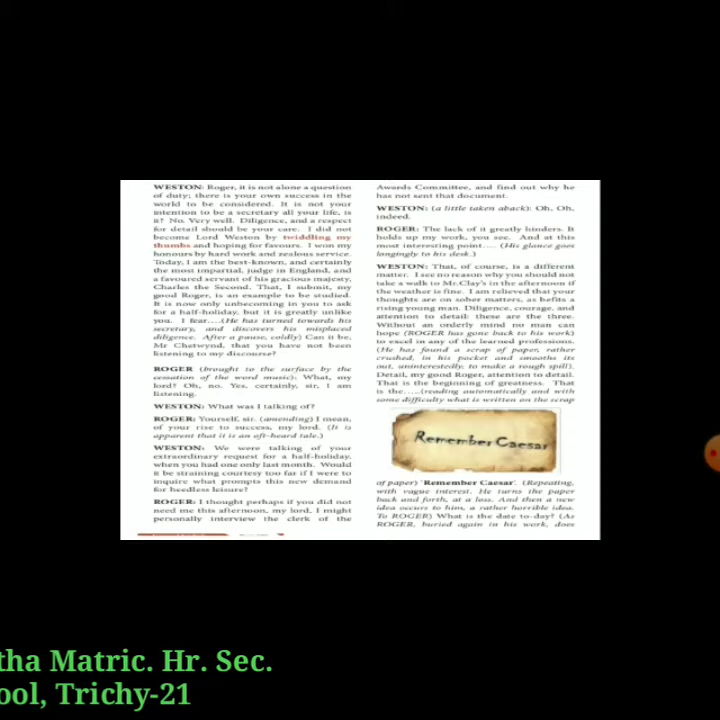 WESTON: Roger, it is not alone a question
of duty; there is your own success in the
world to be considered. It is not your
intention to be a secretary all your life, is
it? No. Very well. Diligence, and a respect
for detail should be your care. I did not
become Lord Weston by twiddling my
thumbs and hoping for favours. I won my
honours by hard work and zealous service.
Today, I am the best-known, and certainly
the most impartial, judge in England, and
a favoured servant of his gracious majesty,
Charles the Second. That, I submit, my
good Roger, is an example to be studied.
It is now only unbecoming in you to ask
for a half-holiday, but it is greatly unlike
you. I fear....(He has turned towards his
secretary, and discovers his misplaced
diligence. After a pause, coldly) Can it be,
Mr Chetwynd, that you have not been
listening to my discourse?
ROGER (brought to the surface by the
cessation of the word music): What, my
lord? Oh, no. Yes, certainly, sir, I am
listening.
WESTON: What was I talking of?
ROGER: Yourself, sir. (amending) I mean,
of your rise to success, my lord. (It is
apparent that it is an oft-heard tale.)
WESTON: We were talking of your
extraordinary request for a half-holiday,
when you had one only last month. Would
it be straining courtesy too far if I were to
inquire what prompts this new demand
for heedless leisure?
ROGER: I thought perhaps if you did not
need me this afternoon, my lord, I might
personally interview the clerk of the
Awards Committee, and find out why he
has not sent that document.
WESTON: (a little taken aback): Oh, Oh,
indeed.
ROGER: The lack of it greatly hinders. It
holds up my work, you see. And at this
most interesting point.... (His glance goes
longingly to his desk.)
WESTON: That, of course, is a different
matter. I see no reason why you should not
take a walk to Mr.Clay's in the afternoon if
the weather is fine. I am relieved that your
thoughts are on sober matters, as befits a
rising young man. Diligence, courage, and
attention to detail: these are the three.
Without an orderly mind no man can
hope (ROGER has gone back to his work)
to excel in any of the learned professions.
(He has found a scrap of paper, rather
crushed, in his pocket and smooths its
out, uninterestedly, to make a rough spill).
Detail, my good Roger, attention to detail.
That is the beginning of greatness. That
is the.....(reading automatically and with
some difficulty what is written on the scrap
Remember Caesar
of paper) 'Remember Caesar'. (Repeating,
with vague interest. He turns the paper
back and forth, at a loss. And then a new
idea occurs to him, a rather horrible idea.
To ROGER) What is the date to-day? (As
ROGER, buried again in his work, does
tha Matric. Hr. Sec.
ool, Trichy-21